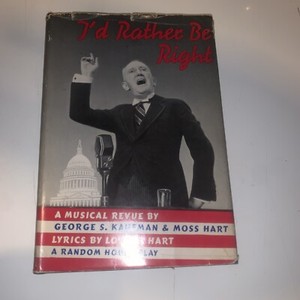 I'd Rather Be
Right
A MUSICAL REVUE BY
GEORGE S. KAUFMAN & MOSS HART
LYRICS BY LORENZ HART
A RANDOM HOUSE PLAY